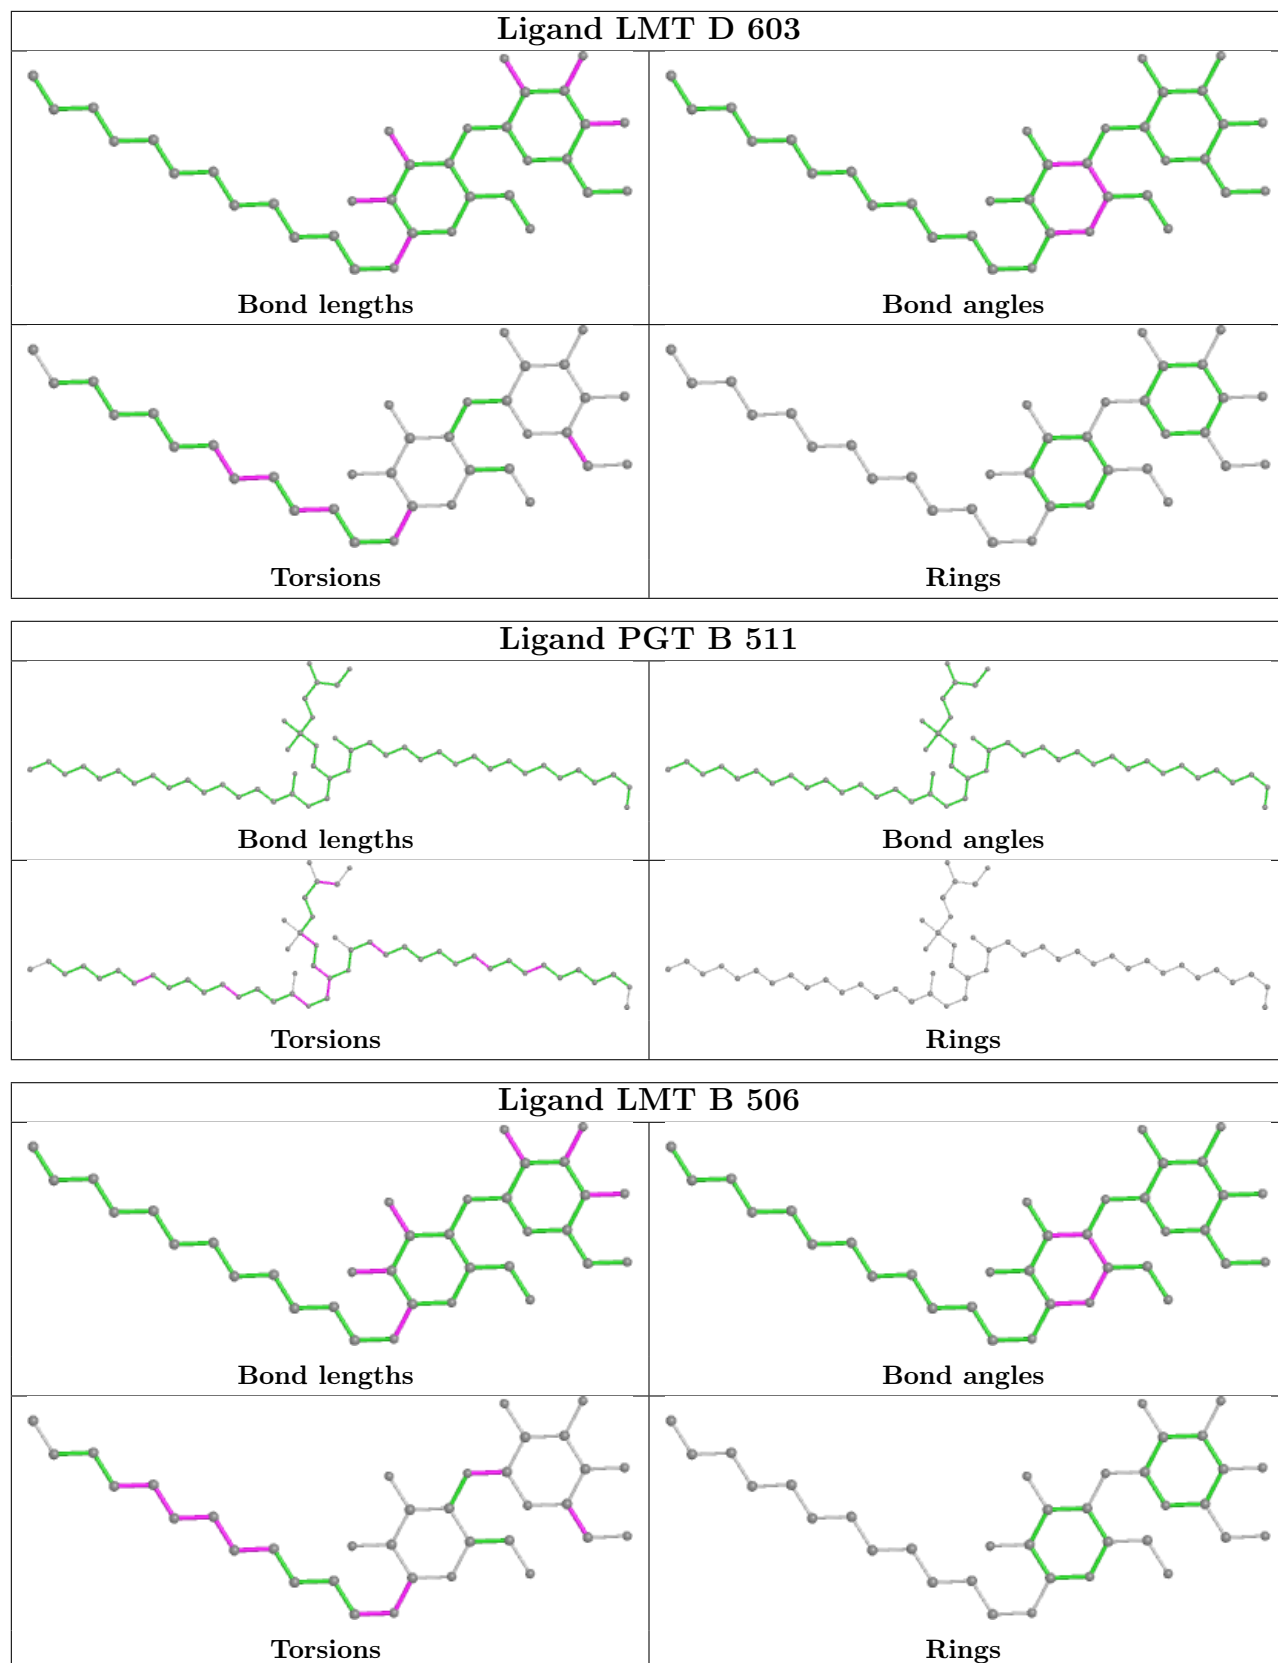 Ligand LMT D 603
Bond lengths
Bond angles
Torsions
Rings
Ligand PGT B 511
Bond lengths
Bond angles
Torsions
Rings
Ligand LMT B 506
Bond lengths
Bond angles
Torsions
Rings